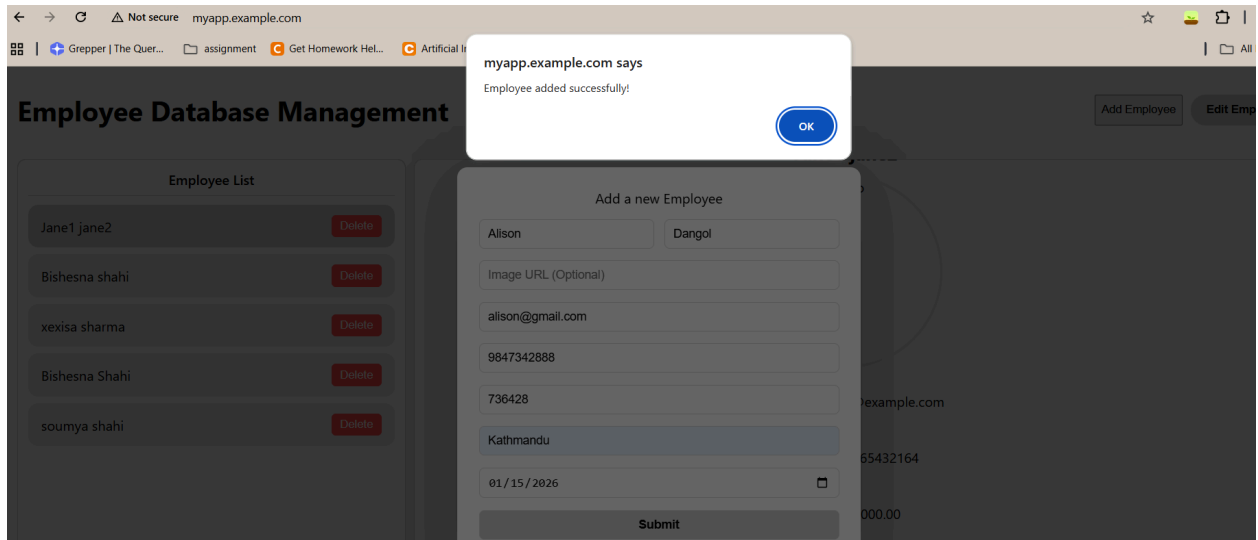 Not secure myapp.example.com
Grepper | The Quer... assignment Get Homework Hel... Artificial I
All
myapp.example.com says
Employee added successfully!
OK
Employee Database Management
Add Employee Edit Emp
Employee List
Jane1 jane2 Delete
Bishesna shahi Delete
xexisa sharma Delete
Bishesna Shahi Delete
soumya shahi Delete
Add a new Employee
Alison Dangol
Image URL (Optional)
alison@gmail.com
9847342888
736428
Kathmandu
01/15/2026
Submit
@example.com
65432164
000.00